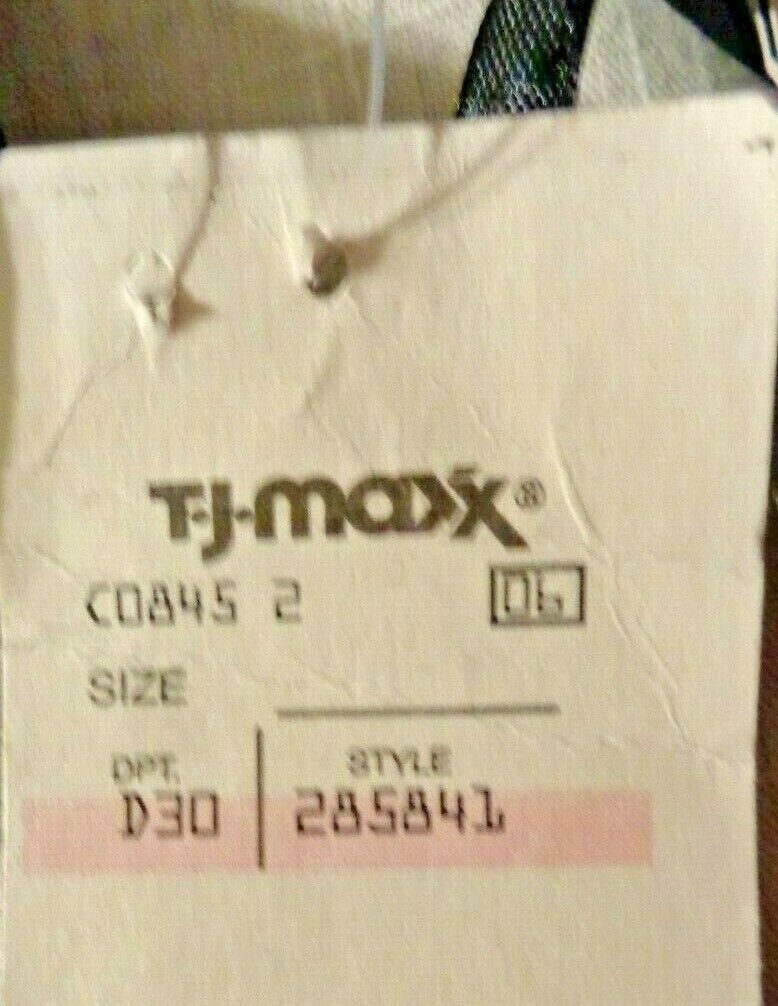 T·J·maxx®
C0845 2 06
SIZE
DPT. STYLE
D30 285841